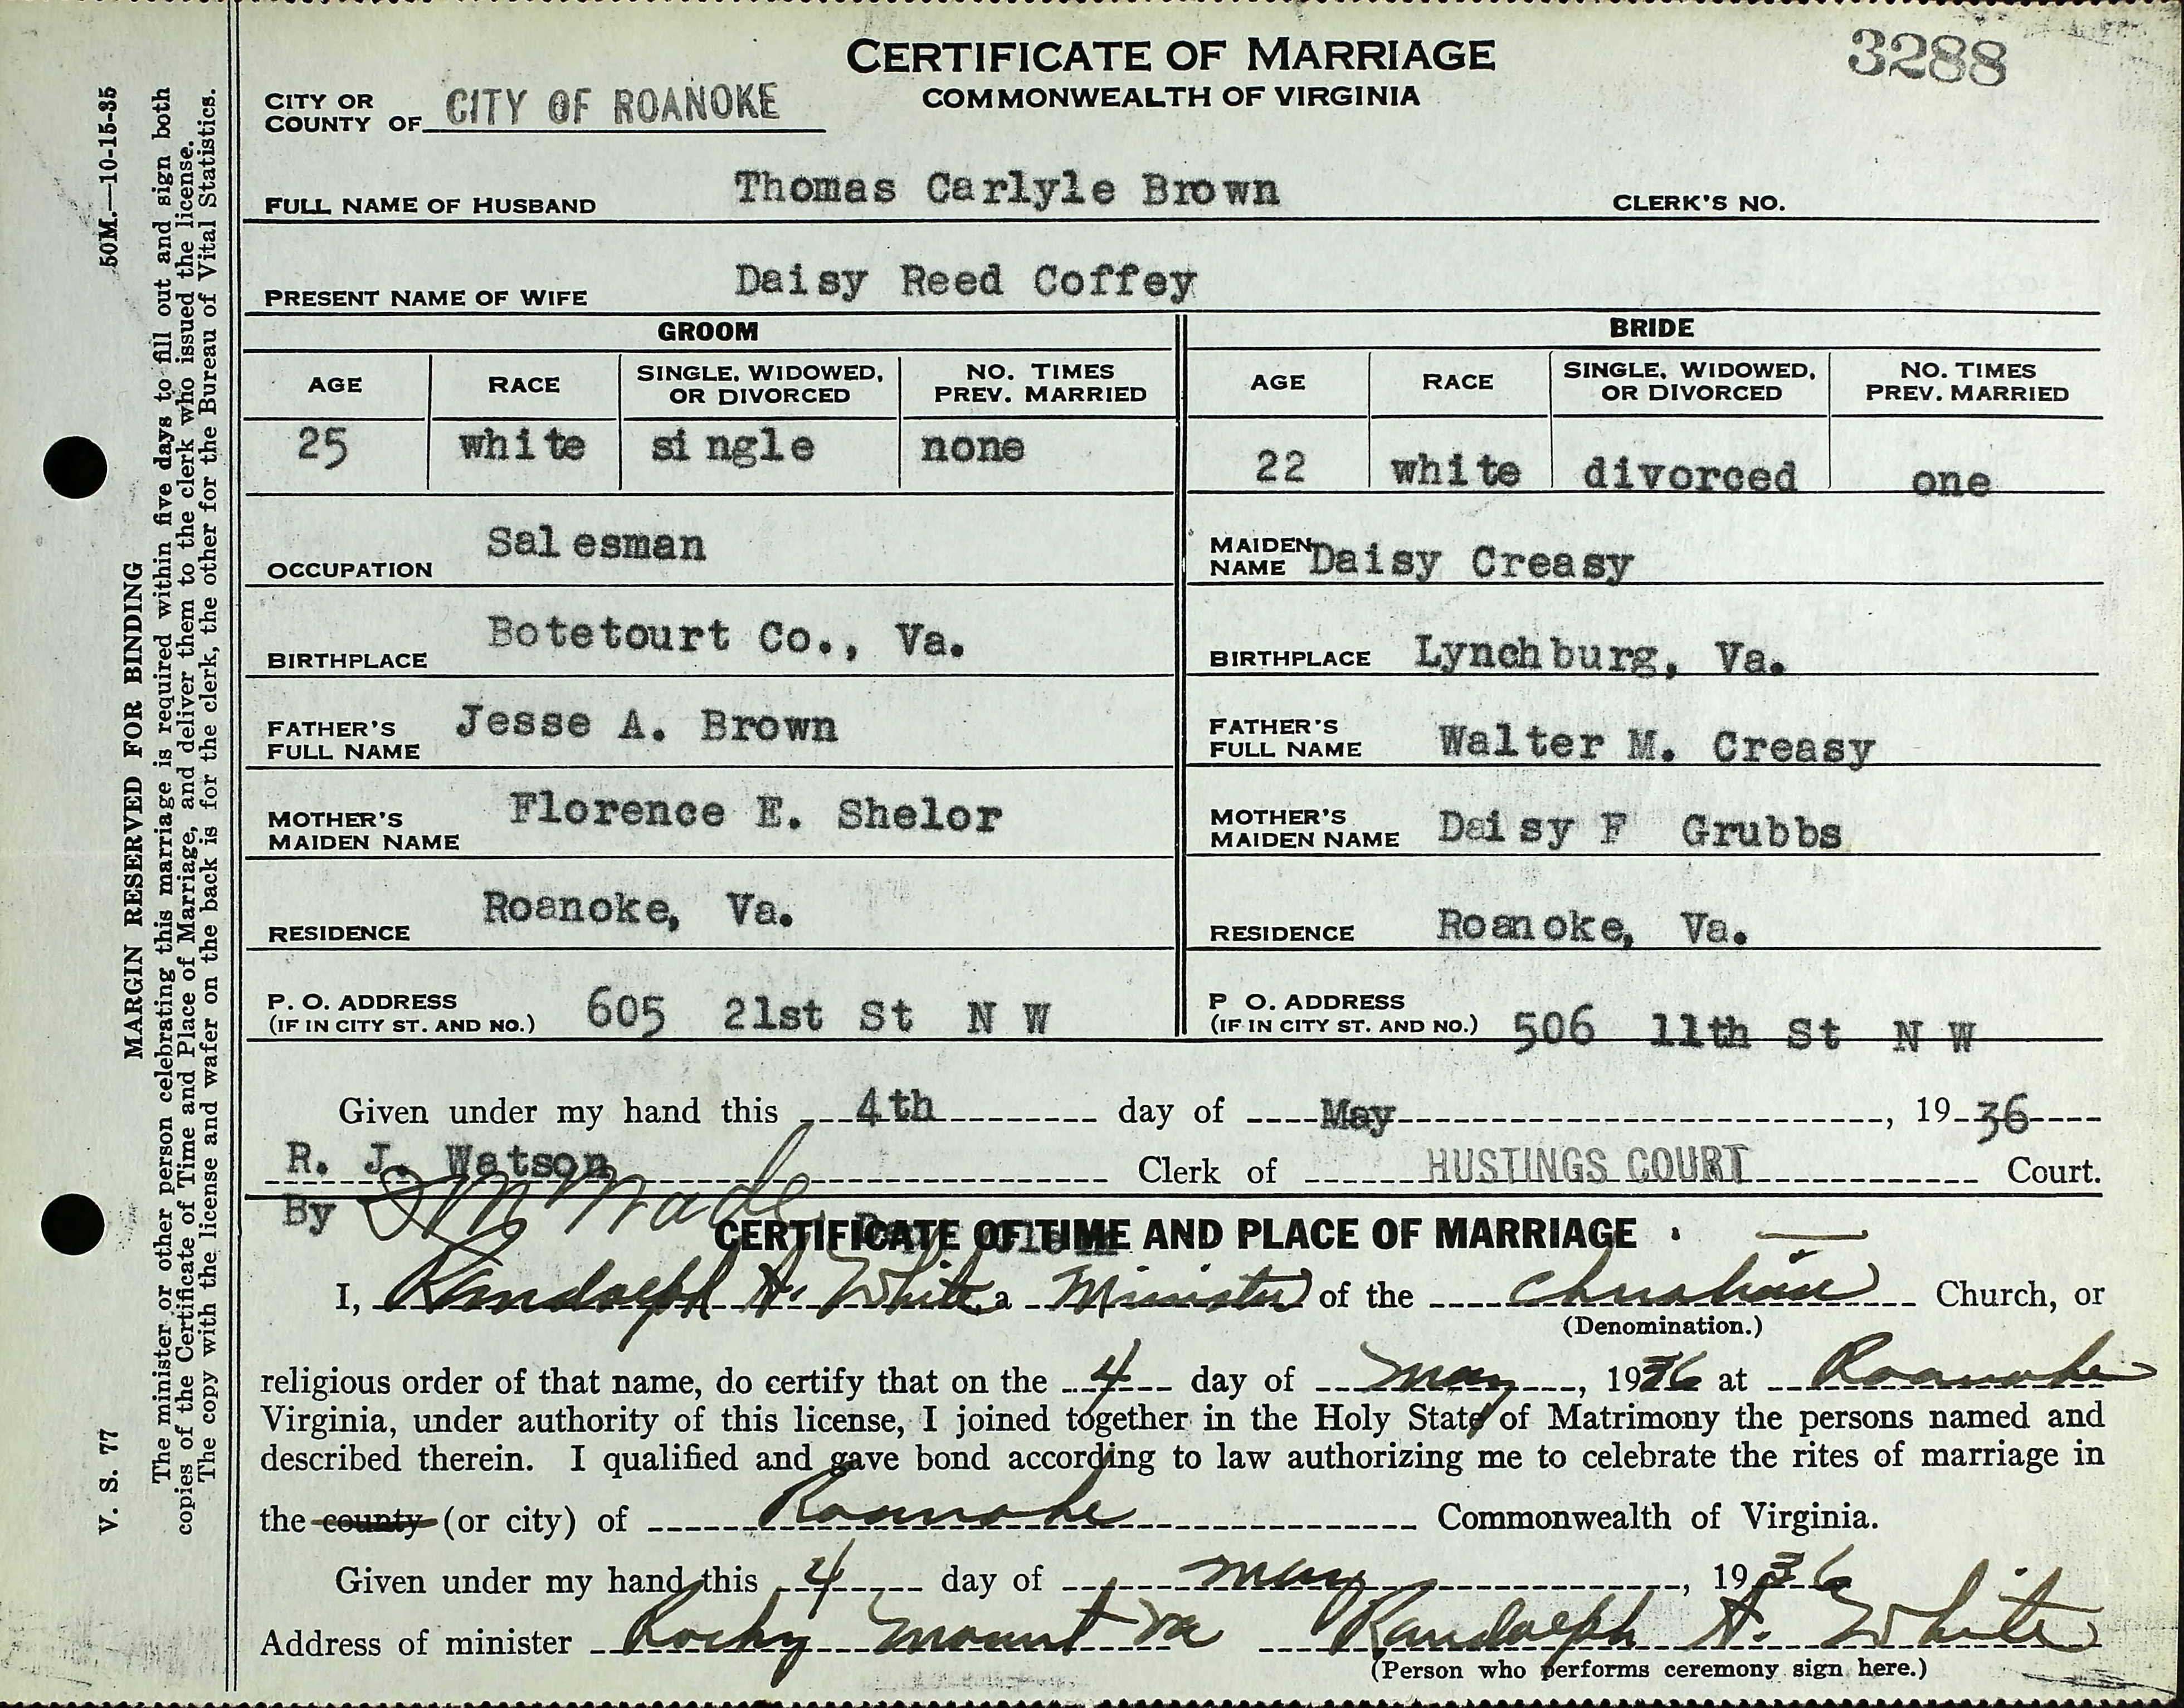 CERTIFICATE OF MARRIAGE
3288
COMMONWEALTH OF VIRGINIA
CITY OR COUNTY OF CITY OF ROANOKE
FULL NAME OF HUSBAND Thomas Carlyle Brown CLERK'S NO.
PRESENT NAME OF WIFE Daisy Reed Coffey
GROOM
AGE RACE SINGLE, WIDOWED, OR DIVORCED NO. TIMES PREV. MARRIED
25 white single none
OCCUPATION Salesman
BIRTHPLACE Botetourt Co., Va.
FATHER'S FULL NAME Jesse A. Brown
MOTHER'S MAIDEN NAME Florence E. Shelor
RESIDENCE Roanoke, Va.
P. O. ADDRESS (IF IN CITY ST. AND NO.) 605 21st St N W
BRIDE
AGE RACE SINGLE, WIDOWED, OR DIVORCED NO. TIMES PREV. MARRIED
22 white divorced one
MAIDEN NAME Daisy Creasy
BIRTHPLACE Lynchburg, Va.
FATHER'S FULL NAME Walter M. Creasy
MOTHER'S MAIDEN NAME Daisy F Grubbs
RESIDENCE Roanoke, Va.
P O. ADDRESS (IF IN CITY ST. AND NO.) 506 11th St N W
Given under my hand this 4th day of May, 1936
R. J. Watson Clerk of HUSTINGS COURT Court.
By
CERTIFICATE OF TIME AND PLACE OF MARRIAGE
I, Randolph A. White, a Minister of the Christian Church, or
(Denomination.)
religious order of that name, do certify that on the 4 day of May, 1936 at Roanoke
Virginia, under authority of this license, I joined together in the Holy State of Matrimony the persons named and
described therein. I qualified and gave bond according to law authorizing me to celebrate the rites of marriage in
the county (or city) of Roanoke Commonwealth of Virginia.
Given under my hand this 4 day of May, 1936
Address of minister Rocky Mount Va Randolph A. White
(Person who performs ceremony sign here.)
V. S. 77 50M.—10-15-35
MARGIN RESERVED FOR BINDING
The minister or other person celebrating this marriage is required within five days to fill out and sign both
copies of the Certificate of Time and Place of Marriage, and deliver them to the clerk who issued the license.
The copy with the license and wafer on the back is for the clerk, the other for the Bureau of Vital Statistics.